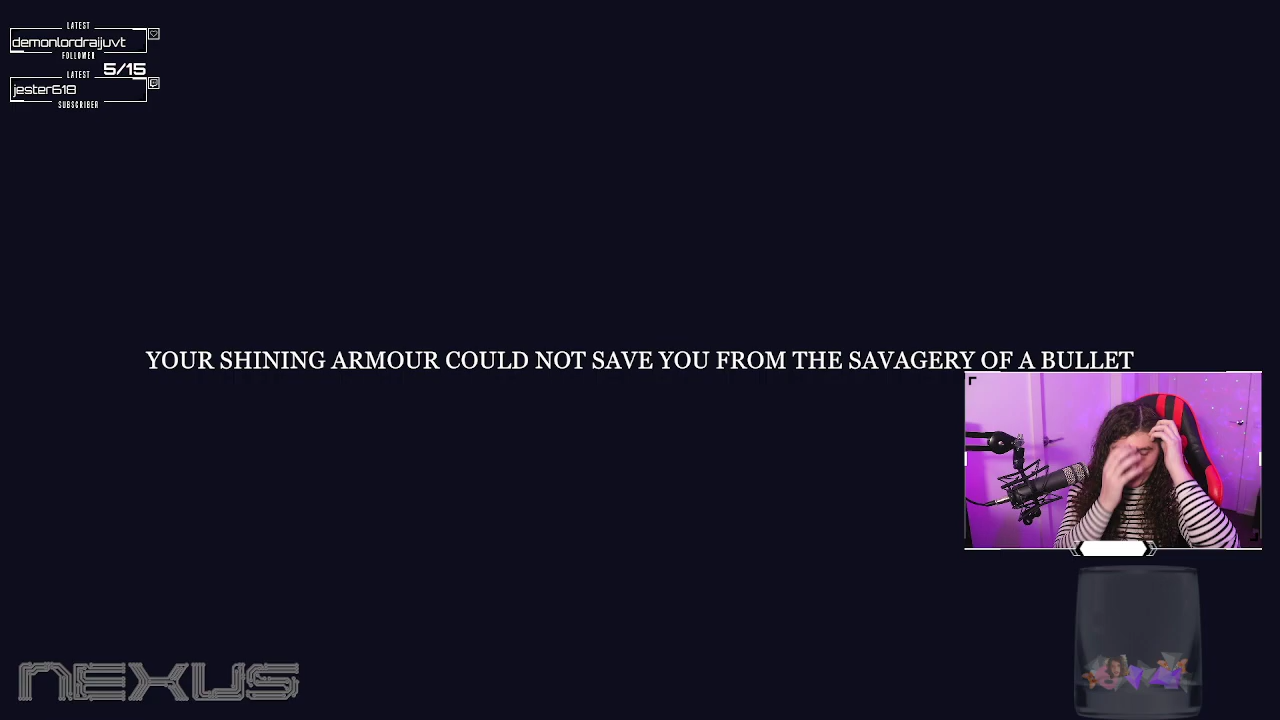 LATEST
demonlordraijuvt
FOLLOWER
5/15
LATEST
jester618
SUBSCRIBER
YOUR SHINING ARMOUR COULD NOT SAVE YOU FROM THE SAVAGERY OF A BULLET
NEXUS